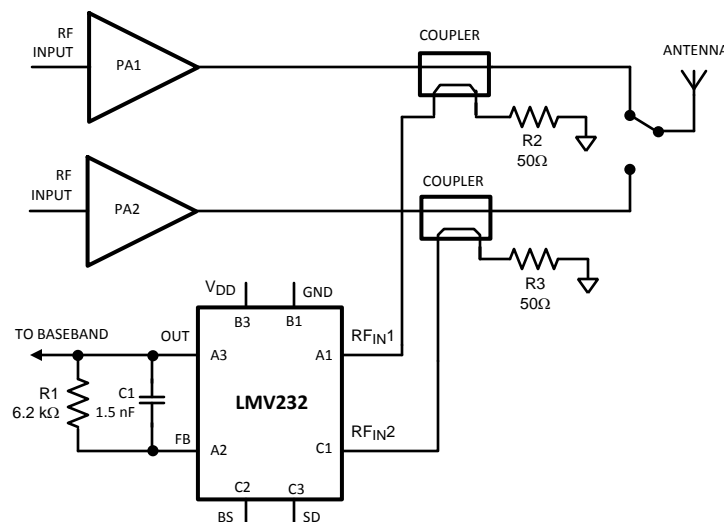 RF
INPUT
PA1
COUPLER
ANTENNA
R2
50Ω
RF
INPUT
PA2
COUPLER
R3
50Ω
VDD
GND
B3
B1
TO BASEBAND
OUT
A3
A1
RFIN1
R1
6.2 kΩ
C1
1.5 nF
LMV232
FB
A2
C1
RFIN2
C2
C3
BS
SD